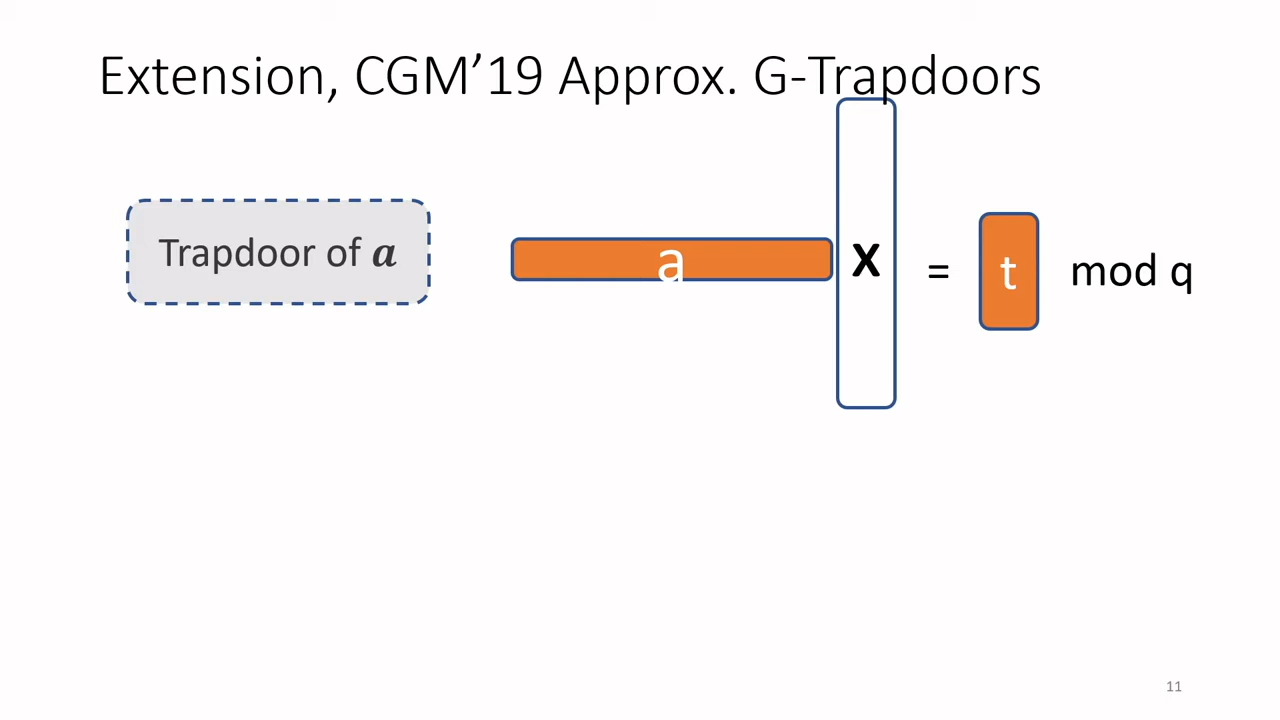 Extension, CGM’19 Approx. G-Trapdoors
Trapdoor of a
a
x
=
t
mod q
11